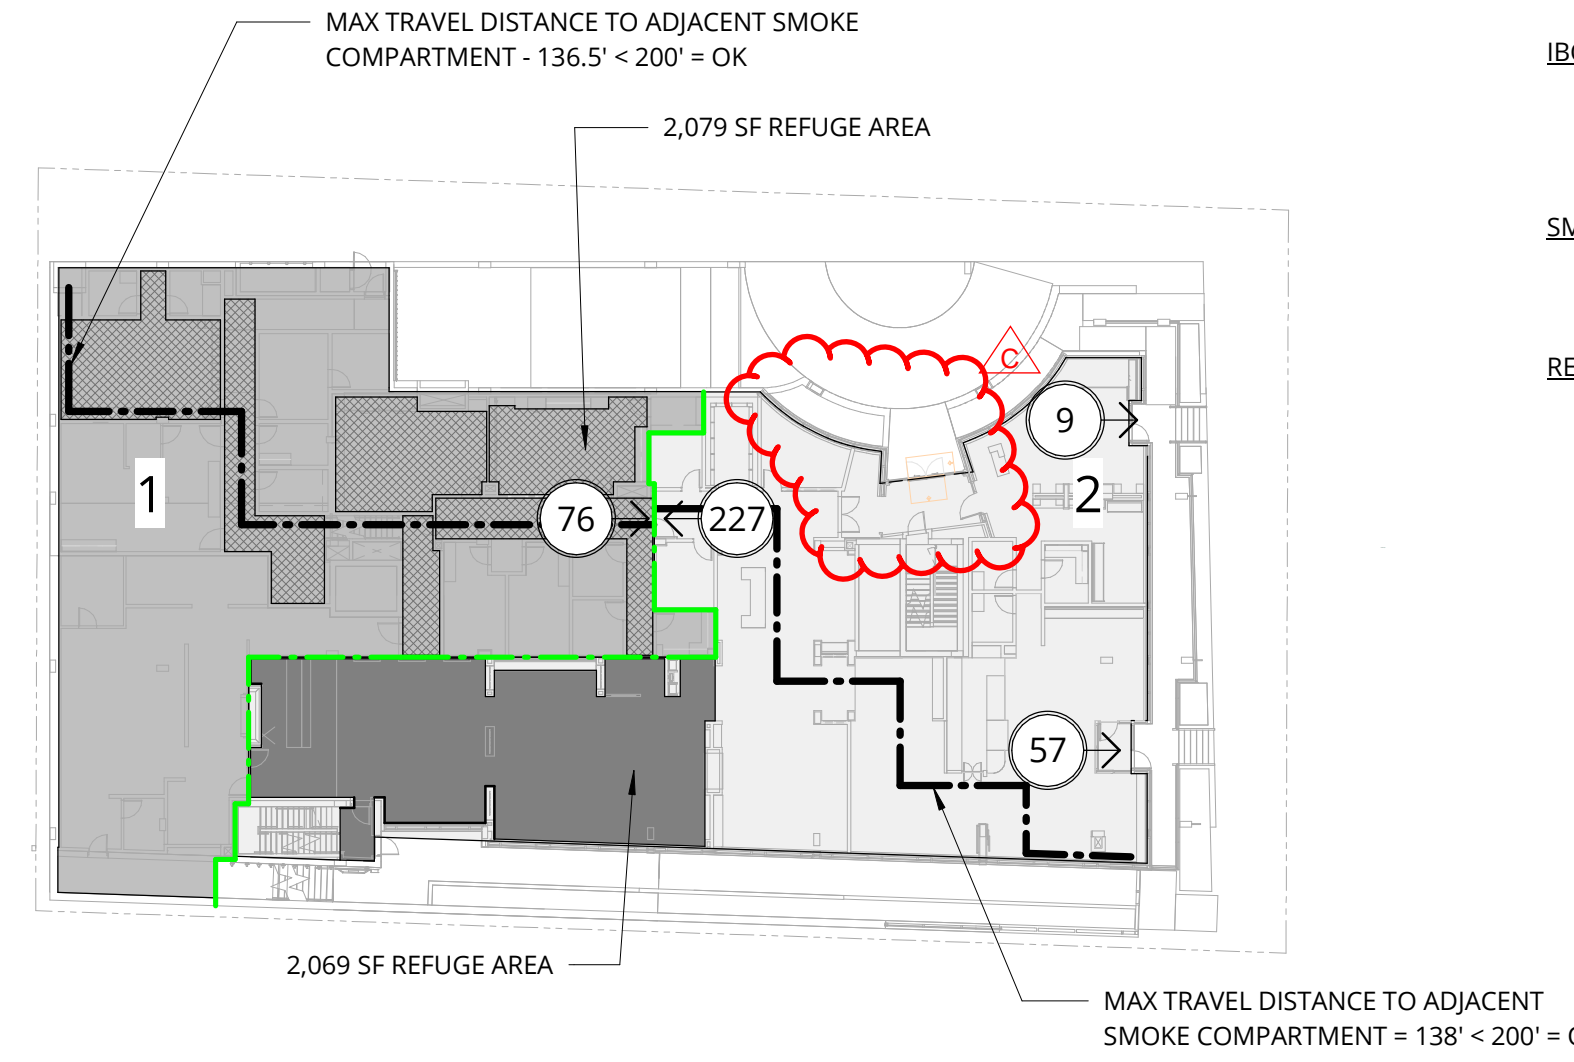 MAX TRAVEL DISTANCE TO ADJACENT SMOKE
COMPARTMENT - 136.5' < 200' = OK
2,079 SF REFUGE AREA
C
9
1
2
76
227
57
2,069 SF REFUGE AREA
MAX TRAVEL DISTANCE TO ADJACENT
SMOKE COMPARTMENT = 138' < 200' =